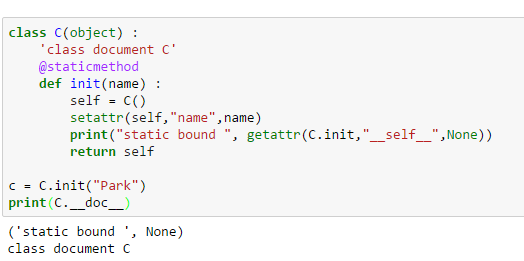 class C(object) :
    'class document C'
    @staticmethod
    def init(name) :
        self = C()
        setattr(self,"name",name)
        print("static bound ", getattr(C.init,"__self__",None))
        return self

c = C.init("Park")
print(C.__doc__)
('static bound ', None)
class document C